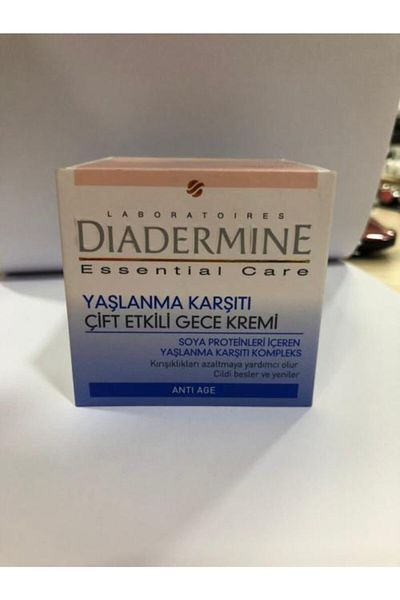 LABORATOIRES
DIADERMINE
Essential Care
YAŞLANMA KARŞITI
ÇİFT ETKİLİ GECE KREMİ
SOYA PROTEİNLERİ İÇEREN
YAŞLANMA KARŞITI KOMPLEKS
Kırışıklıkları azaltmaya yardımcı olur
Cildi besler ve yeniler
ANTI AGE